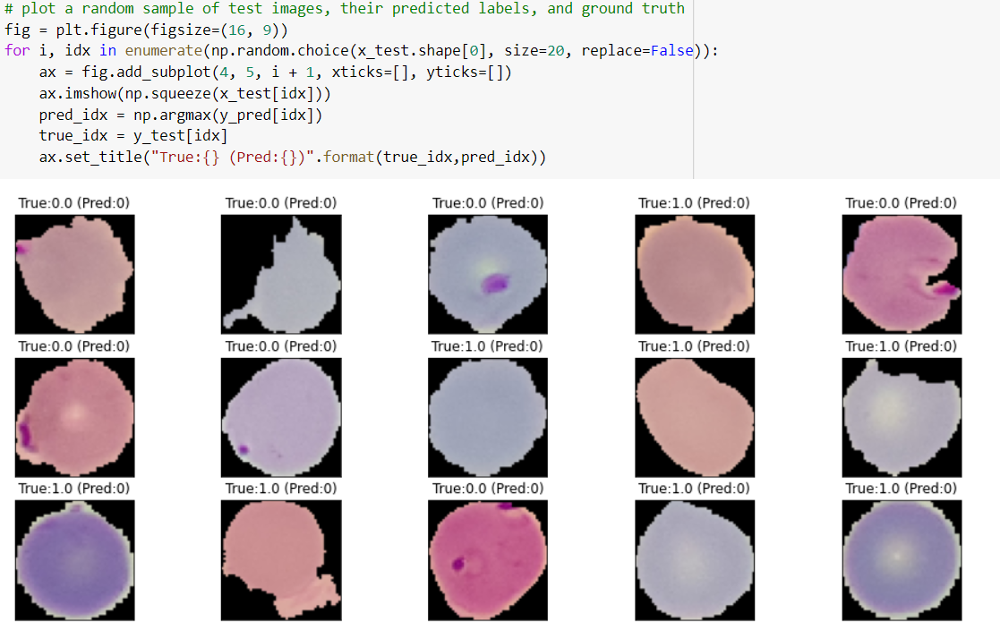 # plot a random sample of test images, their predicted labels, and ground truth
fig = plt.figure(figsize=(16, 9))
for i, idx in enumerate(np.random.choice(x_test.shape[0], size=20, replace=False)):
    ax = fig.add_subplot(4, 5, i + 1, xticks=[], yticks=[])
    ax.imshow(np.squeeze(x_test[idx]))
    pred_idx = np.argmax(y_pred[idx])
    true_idx = y_test[idx]
    ax.set_title("True:{} (Pred:{})".format(true_idx,pred_idx))
True:0.0 (Pred:0) True:0.0 (Pred:0) True:0.0 (Pred:0) True:1.0 (Pred:0) True:0.0 (Pred:0)
True:0.0 (Pred:0) True:0.0 (Pred:0) True:1.0 (Pred:0) True:1.0 (Pred:0) True:1.0 (Pred:0)
True:1.0 (Pred:0) True:1.0 (Pred:0) True:0.0 (Pred:0) True:1.0 (Pred:0) True:1.0 (Pred:0)